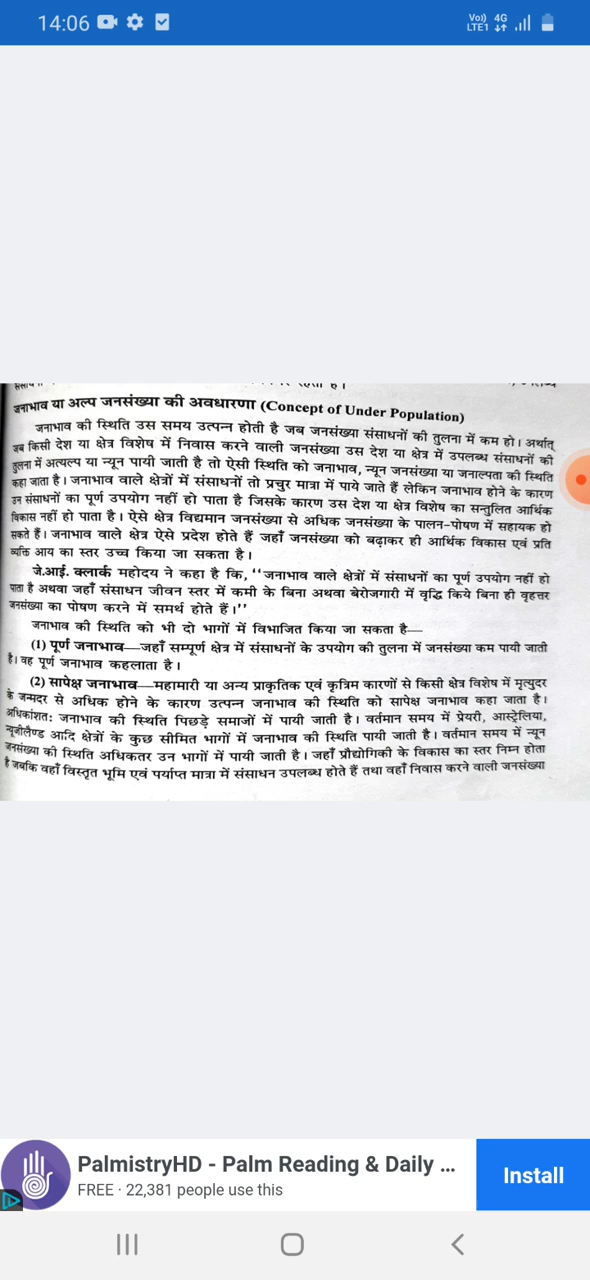 14:06
Vo)) 4G
LTE1
जनाभाव या अल्प जनसंख्या की अवधारणा (Concept of Under Population)
जनाभाव की स्थिति उस समय उत्पन्न होती है जब जनसंख्या संसाधनों की तुलना में कम हो। अर्थात्
जब किसी देश या क्षेत्र विशेष में निवास करने वाली जनसंख्या उस देश या क्षेत्र में उपलब्ध संसाधनों की
तुलना में अत्यल्प या न्यून पायी जाती है तो ऐसी स्थिति को जनाभाव, न्यून जनसंख्या या जनाल्पता की स्थिति
कहा जाता है। जनाभाव वाले क्षेत्रों में संसाधनों तो प्रचुर मात्रा में पाये जाते हैं लेकिन जनाभाव होने के कारण
उन संसाधनों का पूर्ण उपयोग नहीं हो पाता है जिसके कारण उस देश या क्षेत्र विशेष का सन्तुलित आर्थिक
विकास नहीं हो पाता है। ऐसे क्षेत्र विद्यमान जनसंख्या से अधिक जनसंख्या के पालन-पोषण में सहायक हो
सकते हैं। जनाभाव वाले क्षेत्र ऐसे प्रदेश होते हैं जहाँ जनसंख्या को बढ़ाकर ही आर्थिक विकास एवं प्रति
व्यक्ति आय का स्तर उच्च किया जा सकता है।
जे.आई. क्लार्क महोदय ने कहा है कि, ‘‘जनाभाव वाले क्षेत्रों में संसाधनों का पूर्ण उपयोग नहीं हो
पाता है अथवा जहाँ संसाधन जीवन स्तर में कमी के बिना अथवा बेरोजगारी में वृद्धि किये बिना ही वृहत्तर
जनसंख्या का पोषण करने में समर्थ होते हैं।’’
जनाभाव की स्थिति को भी दो भागों में विभाजित किया जा सकता है—
(1) पूर्ण जनाभाव—जहाँ सम्पूर्ण क्षेत्र में संसाधनों के उपयोग की तुलना में जनसंख्या कम पायी जाती
है। वह पूर्ण जनाभाव कहलाता है।
(2) सापेक्ष जनाभाव—महामारी या अन्य प्राकृतिक एवं कृत्रिम कारणों से किसी क्षेत्र विशेष में मृत्युदर
के जन्मदर से अधिक होने के कारण उत्पन्न जनाभाव की स्थिति को सापेक्ष जनाभाव कहा जाता है।
अधिकांशत: जनाभाव की स्थिति पिछड़े समाजों में पायी जाती है। वर्तमान समय में प्रेयरी, आस्ट्रेलिया,
न्यूजीलैण्ड आदि क्षेत्रों के कुछ सीमित भागों में जनाभाव की स्थिति पायी जाती है। वर्तमान समय में न्यून
जनसंख्या की स्थिति अधिकतर उन भागों में पायी जाती है। जहाँ प्रौद्योगिकी के विकास का स्तर निम्न होता
है जबकि वहाँ विस्तृत भूमि एवं पर्याप्त मात्रा में संसाधन उपलब्ध होते हैं तथा वहाँ निवास करने वाली जनसंख्या
PalmistryHD - Palm Reading & Daily ...
FREE · 22,381 people use this
Install